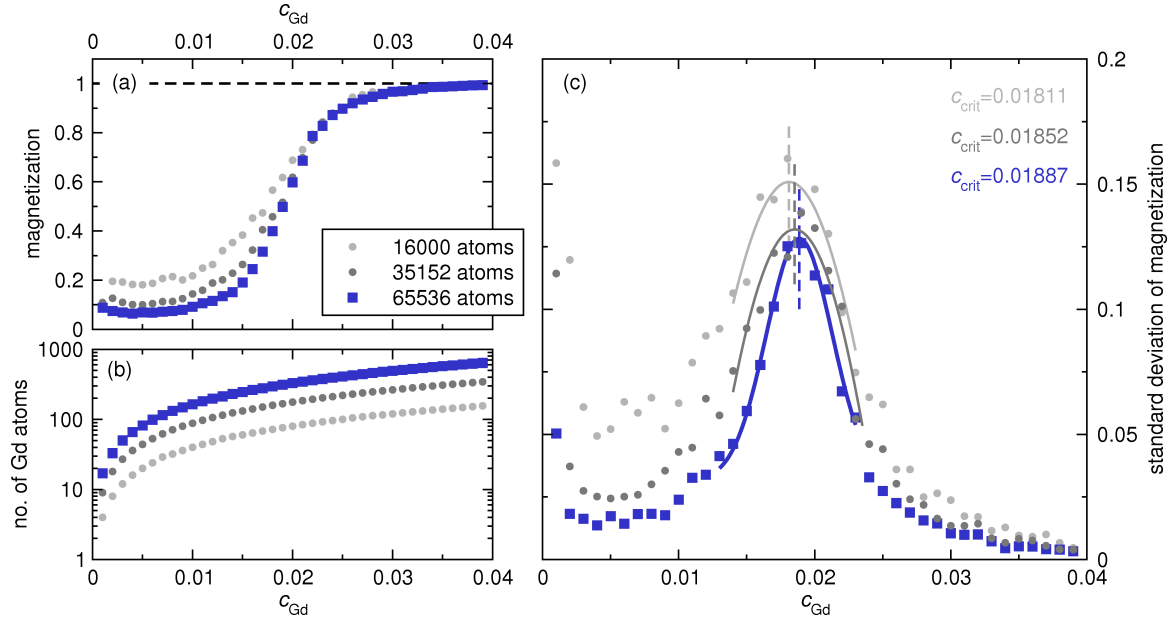 c_Gd
0 0.01 0.02 0.03 0.04
(a)
magnetization
1
0.8
0.6
0.4
0.2
0
16000 atoms
35152 atoms
65536 atoms
(b)
no. of Gd atoms
1000
100
10
1
0 0.01 0.02 0.03 0.04
c_Gd
(c)
c_crit=0.01811
c_crit=0.01852
c_crit=0.01887
0.2
0.15
0.1
0.05
0
standard deviation of magnetization
0 0.01 0.02 0.03 0.04
c_Gd